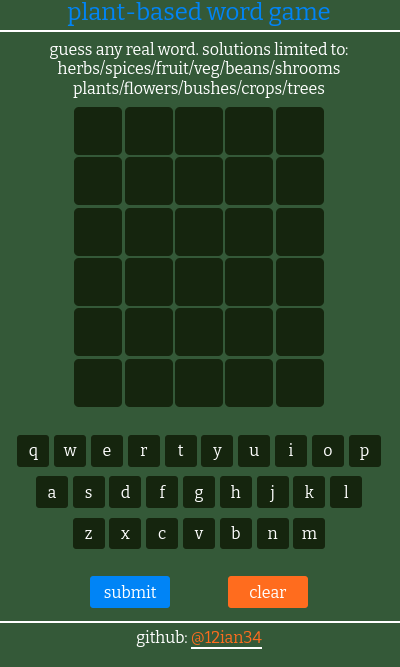 plant-based word game
guess any real word. solutions limited to:
herbs/spices/fruit/veg/beans/shrooms
plants/flowers/bushes/crops/trees
q w e r t y u i o p
a s d f g h j k l
z x c v b n m
submit clear
github: @12ian34